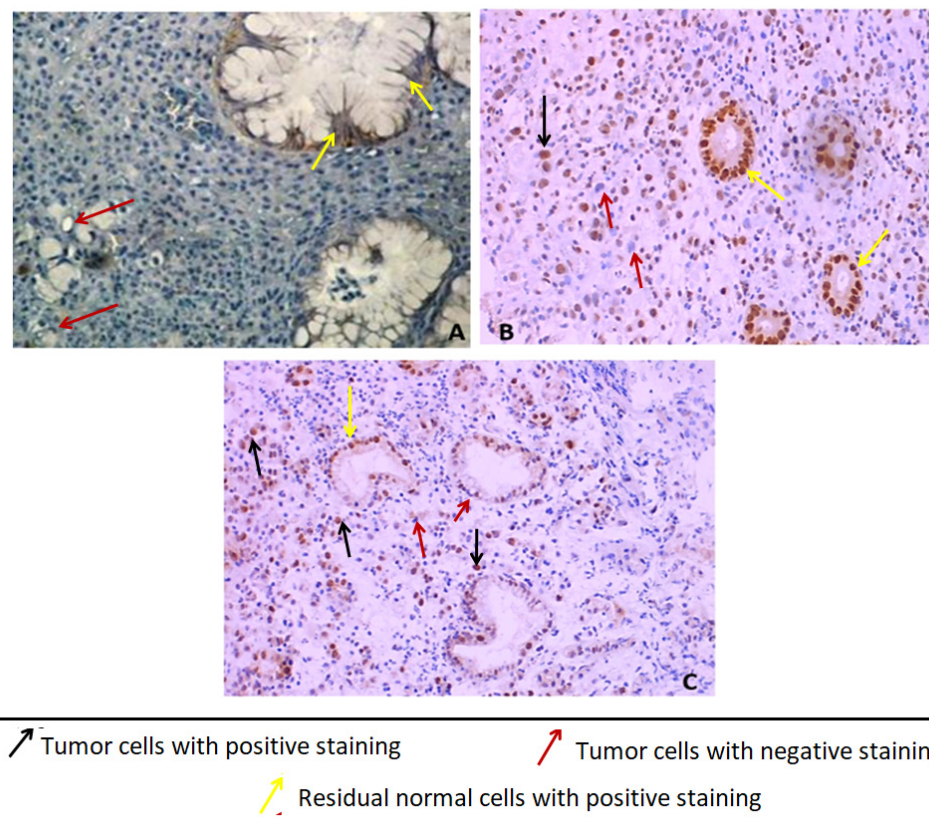 A
B
C
Tumor cells with positive staining
Tumor cells with negative stainin
Residual normal cells with positive staining